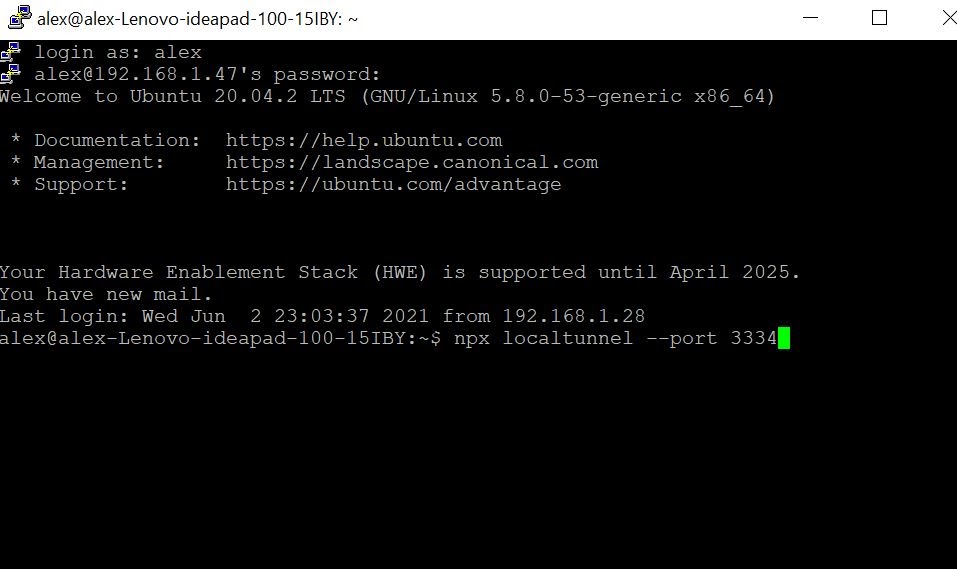 alex@alex-Lenovo-ideapad-100-15IBY: ~
login as: alex
alex@192.168.1.47's password:
Welcome to Ubuntu 20.04.2 LTS (GNU/Linux 5.8.0-53-generic x86_64)
* Documentation:  https://help.ubuntu.com
* Management:     https://landscape.canonical.com
* Support:        https://ubuntu.com/advantage
Your Hardware Enablement Stack (HWE) is supported until April 2025.
You have new mail.
Last login: Wed Jun  2 23:03:37 2021 from 192.168.1.28
alex@alex-Lenovo-ideapad-100-15IBY:~$ npx localtunnel --port 3334